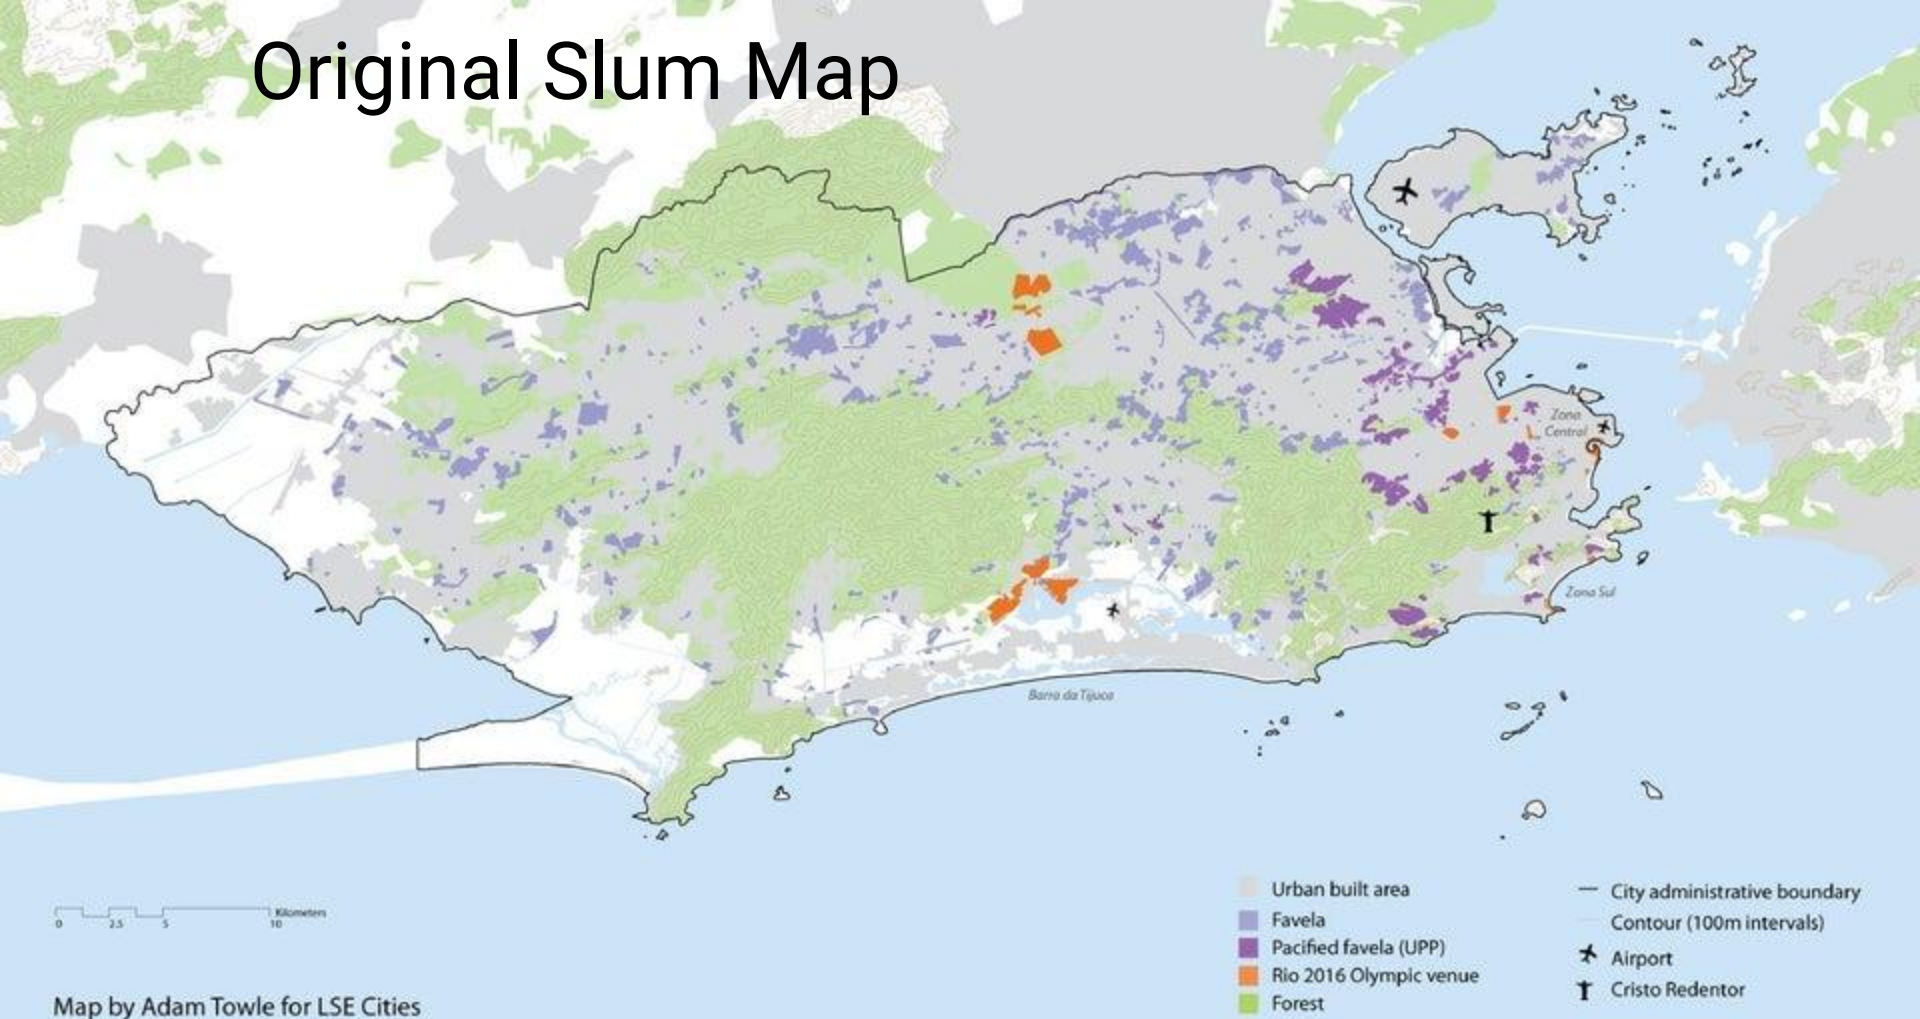 Original Slum Map
Zona
Central
Zona Sul
Barra da Tijuca
Kilometers
0 2.5 5 10
Urban built area
Favela
Pacified favela (UPP)
Rio 2016 Olympic venue
Forest
City administrative boundary
Contour (100m intervals)
Airport
Cristo Redentor
Map by Adam Towle for LSE Cities